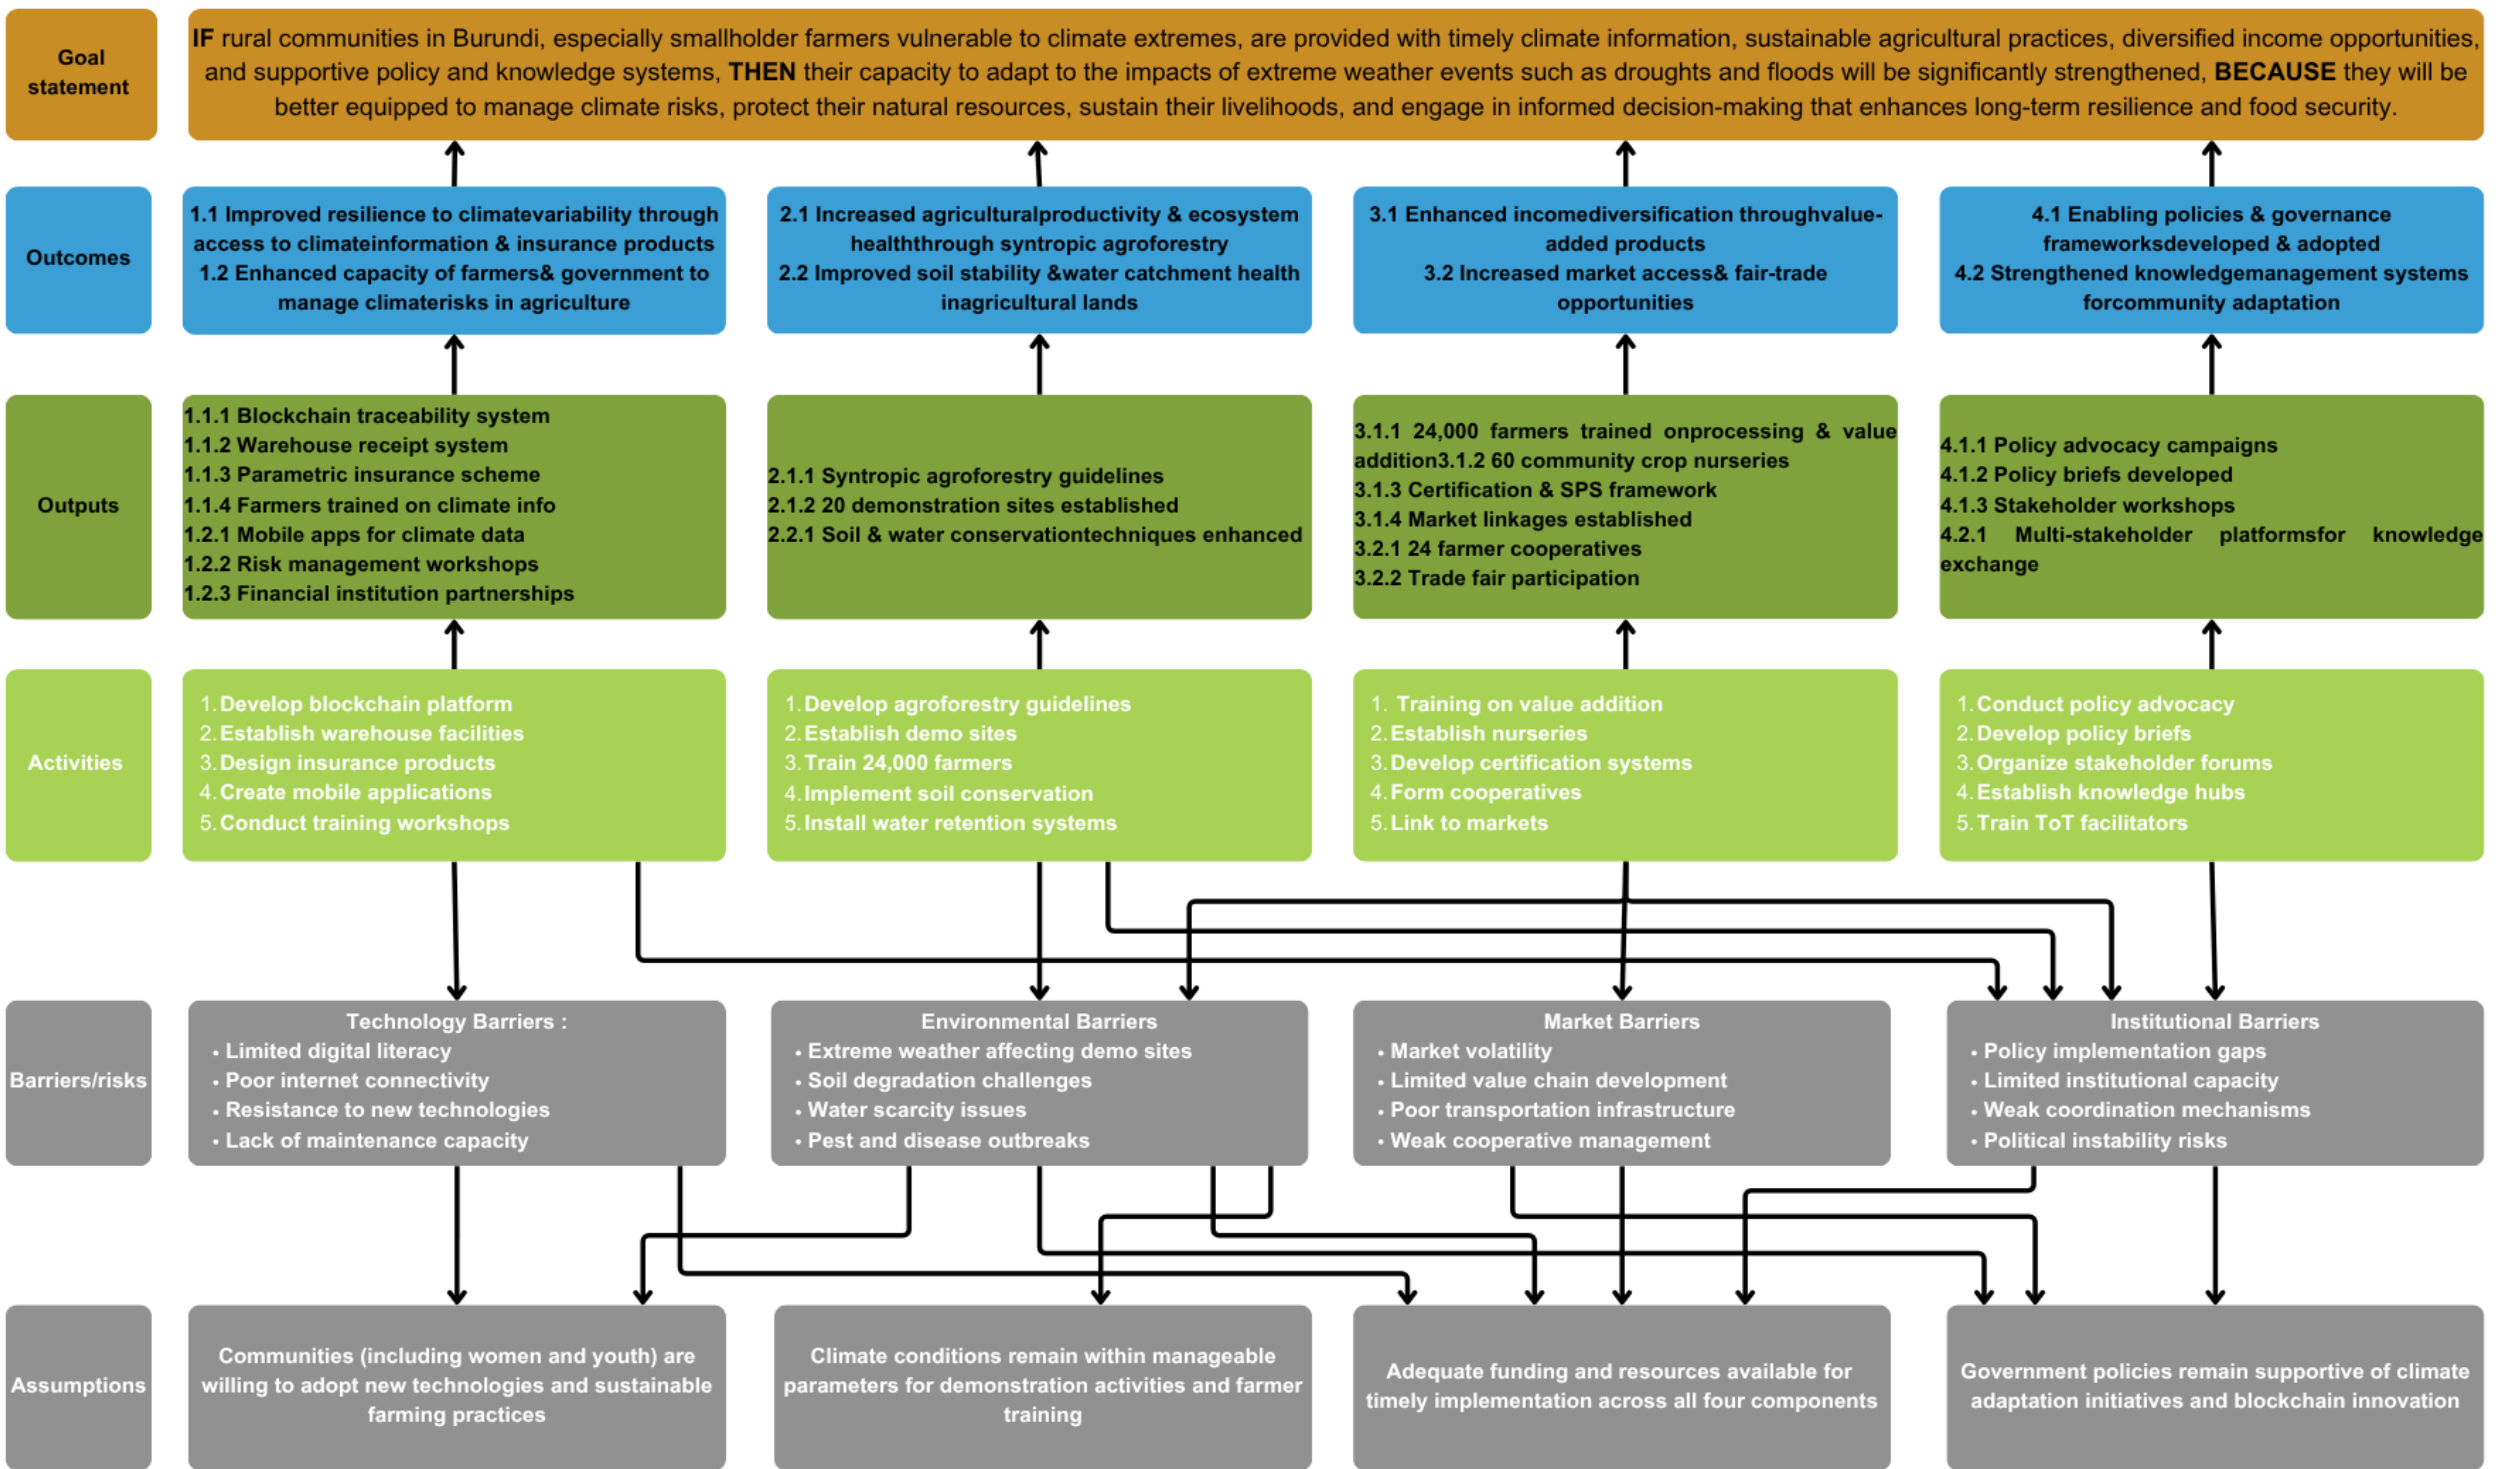 Goal
statement
IF rural communities in Burundi, especially smallholder farmers vulnerable to climate extremes, are provided with timely climate information, sustainable agricultural practices, diversified income opportunities,
and supportive policy and knowledge systems, THEN their capacity to adapt to the impacts of extreme weather events such as droughts and floods will be significantly strengthened, BECAUSE they will be
better equipped to manage climate risks, protect their natural resources, sustain their livelihoods, and engage in informed decision-making that enhances long-term resilience and food security.
Outcomes
1.1 Improved resilience to climatevariability through
access to climateinformation & insurance products
1.2 Enhanced capacity of farmers& government to
manage climaterisks in agriculture
2.1 Increased agriculturalproductivity & ecosystem
healththrough syntropic agroforestry
2.2 Improved soil stability &water catchment health
inagricultural lands
3.1 Enhanced incomediversification throughvalue-
added products
3.2 Increased market access& fair-trade
opportunities
4.1 Enabling policies & governance
frameworksdeveloped & adopted
4.2 Strengthened knowledgemanagement systems
forcommunity adaptation
Outputs
1.1.1 Blockchain traceability system
1.1.2 Warehouse receipt system
1.1.3 Parametric insurance scheme
1.1.4 Farmers trained on climate info
1.2.1 Mobile apps for climate data
1.2.2 Risk management workshops
1.2.3 Financial institution partnerships
2.1.1 Syntropic agroforestry guidelines
2.1.2 20 demonstration sites established
2.2.1 Soil & water conservationtechniques enhanced
3.1.1 24,000 farmers trained onprocessing & value
addition3.1.2 60 community crop nurseries
3.1.3 Certification & SPS framework
3.1.4 Market linkages established
3.2.1 24 farmer cooperatives
3.2.2 Trade fair participation
4.1.1 Policy advocacy campaigns
4.1.2 Policy briefs developed
4.1.3 Stakeholder workshops
4.2.1 Multi-stakeholder platformsfor knowledge
exchange
Activities
1. Develop blockchain platform
2. Establish warehouse facilities
3. Design insurance products
4. Create mobile applications
5. Conduct training workshops
1. Develop agroforestry guidelines
2. Establish demo sites
3. Train 24,000 farmers
4. Implement soil conservation
5. Install water retention systems
1. Training on value addition
2. Establish nurseries
3. Develop certification systems
4. Form cooperatives
5. Link to markets
1. Conduct policy advocacy
2. Develop policy briefs
3. Organize stakeholder forums
4. Establish knowledge hubs
5. Train ToT facilitators
Barriers/risks
Technology Barriers :
• Limited digital literacy
• Poor internet connectivity
• Resistance to new technologies
• Lack of maintenance capacity
Environmental Barriers
• Extreme weather affecting demo sites
• Soil degradation challenges
• Water scarcity issues
• Pest and disease outbreaks
Market Barriers
• Market volatility
• Limited value chain development
• Poor transportation infrastructure
• Weak cooperative management
Institutional Barriers
• Policy implementation gaps
• Limited institutional capacity
• Weak coordination mechanisms
• Political instability risks
Assumptions
Communities (including women and youth) are
willing to adopt new technologies and sustainable
farming practices
Climate conditions remain within manageable
parameters for demonstration activities and farmer
training
Adequate funding and resources available for
timely implementation across all four components
Government policies remain supportive of climate
adaptation initiatives and blockchain innovation